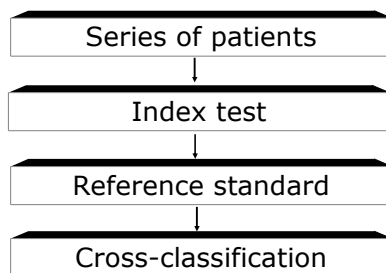 Series of patients
Index test
Reference standard
Cross-classification